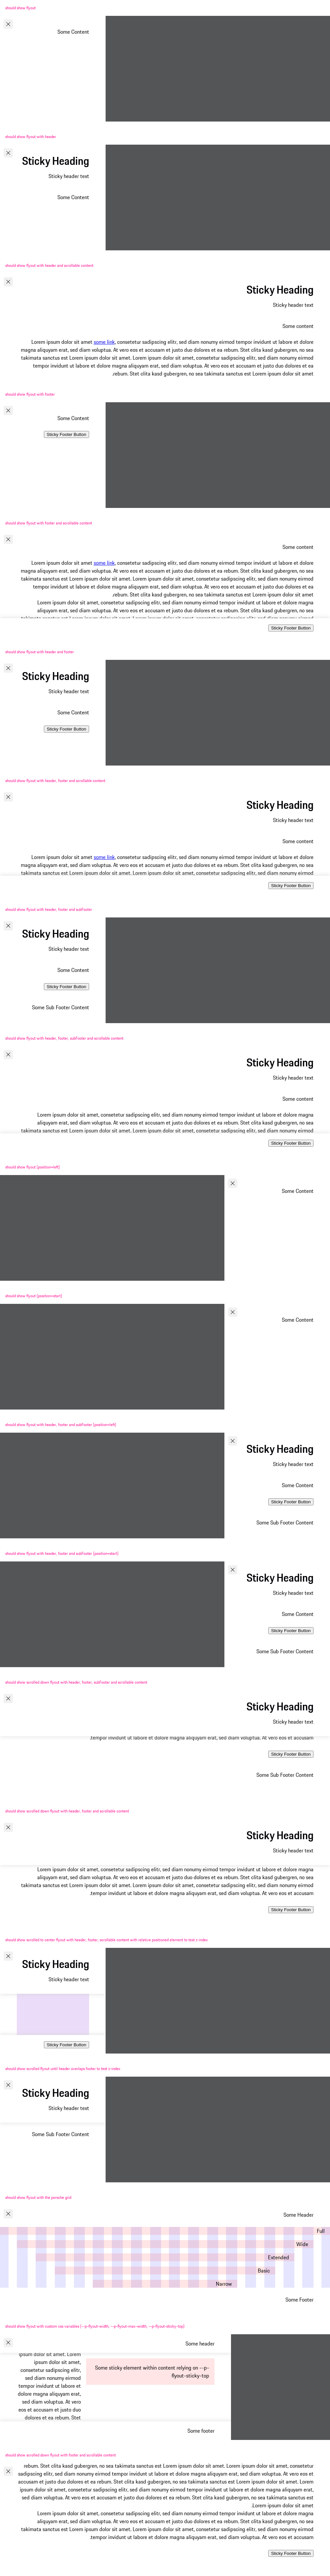 should show flyout
Some Content
should show flyout with header
Sticky Heading
Sticky header text
Some Content
should show flyout with header and scrollable content
Sticky Heading
Sticky header text
Some content
Lorem ipsum dolor sit amet some link, consetetur sadipscing elitr, sed diam nonumy eirmod tempor invidunt ut labore et dolore
magna aliquyam erat, sed diam voluptua. At vero eos et accusam et justo duo dolores et ea rebum. Stet clita kasd gubergren, no sea
takimata sanctus est Lorem ipsum dolor sit amet. Lorem ipsum dolor sit amet, consetetur sadipscing elitr, sed diam nonumy eirmod
tempor invidunt ut labore et dolore magna aliquyam erat, sed diam voluptua. At vero eos et accusam et justo duo dolores et ea
rebum. Stet clita kasd gubergren, no sea takimata sanctus est Lorem ipsum dolor sit amet.
should show flyout with footer
Some Content
Sticky Footer Button
should show flyout with footer and scrollable content
Some content
Lorem ipsum dolor sit amet some link, consetetur sadipscing elitr, sed diam nonumy eirmod tempor invidunt ut labore et dolore
magna aliquyam erat, sed diam voluptua. At vero eos et accusam et justo duo dolores et ea rebum. Stet clita kasd gubergren, no sea
takimata sanctus est Lorem ipsum dolor sit amet. Lorem ipsum dolor sit amet, consetetur sadipscing elitr, sed diam nonumy eirmod
tempor invidunt ut labore et dolore magna aliquyam erat, sed diam voluptua. At vero eos et accusam et justo duo dolores et ea
rebum. Stet clita kasd gubergren, no sea takimata sanctus est Lorem ipsum dolor sit amet.
Lorem ipsum dolor sit amet, consetetur sadipscing elitr, sed diam nonumy eirmod tempor invidunt ut labore et dolore magna
aliquyam erat, sed diam voluptua. At vero eos et accusam et justo duo dolores et ea rebum. Stet clita kasd gubergren, no sea
takimata sanctus est Lorem ipsum dolor sit amet. Lorem ipsum dolor sit amet, consetetur sadipscing elitr, sed diam nonumy eirmod
Sticky Footer Button
should show flyout with header and footer
Sticky Heading
Sticky header text
Some Content
Sticky Footer Button
should show flyout with header, footer and scrollable content
Sticky Heading
Sticky header text
Some content
Lorem ipsum dolor sit amet some link, consetetur sadipscing elitr, sed diam nonumy eirmod tempor invidunt ut labore et dolore
magna aliquyam erat, sed diam voluptua. At vero eos et accusam et justo duo dolores et ea rebum. Stet clita kasd gubergren, no sea
takimata sanctus est Lorem ipsum dolor sit amet. Lorem ipsum dolor sit amet, consetetur sadipscing elitr, sed diam nonumy eirmod
Sticky Footer Button
should show flyout with header, footer and subfooter
Sticky Heading
Sticky header text
Some Content
Sticky Footer Button
Some Sub Footer Content
should show flyout with header, footer, subFooter and scrollable content
Sticky Heading
Sticky header text
Some content
Lorem ipsum dolor sit amet, consetetur sadipscing elitr, sed diam nonumy eirmod tempor invidunt ut labore et dolore magna
aliquyam erat, sed diam voluptua. At vero eos et accusam et justo duo dolores et ea rebum. Stet clita kasd gubergren, no sea
takimata sanctus est Lorem ipsum dolor sit amet. Lorem ipsum dolor sit amet, consetetur sadipscing elitr, sed diam nonumy eirmod
Sticky Footer Button
should show flyout (position=left)
Some Content
should show flyout (position=start)
Some Content
should show flyout with header, footer and subFooter (position=left)
Sticky Heading
Sticky header text
Some Content
Sticky Footer Button
Some Sub Footer Content
should show flyout with header, footer and subFooter (position=start)
Sticky Heading
Sticky header text
Some Content
Sticky Footer Button
Some Sub Footer Content
should show scrolled down flyout with header, footer, subFooter and scrollable content
Sticky Heading
Sticky header text
tempor invidunt ut labore et dolore magna aliquyam erat, sed diam voluptua. At vero eos et accusam.
Sticky Footer Button
Some Sub Footer Content
should show scrolled down flyout with header, footer and scrollable content
Sticky Heading
Sticky header text
Lorem ipsum dolor sit amet, consetetur sadipscing elitr, sed diam nonumy eirmod tempor invidunt ut labore et dolore magna
aliquyam erat, sed diam voluptua. At vero eos et accusam et justo duo dolores et ea rebum. Stet clita kasd gubergren, no sea
takimata sanctus est Lorem ipsum dolor sit amet. Lorem ipsum dolor sit amet, consetetur sadipscing elitr, sed diam nonumy eirmod
tempor invidunt ut labore et dolore magna aliquyam erat, sed diam voluptua. At vero eos et accusam.
Sticky Footer Button
should show scrolled to center flyout with header, footer, scrollable content with relative positioned element to test z-index
Sticky Heading
Sticky header text
Sticky Footer Button
should show scrolled flyout until header overlaps footer to test z-index
Sticky Heading
Sticky header text
Some Sub Footer Content
should show flyout with the porsche grid
Some Header
Full
Wide
Extended
Basic
Narrow
Some Footer
should show flyout with custom css variables (--p-flyout-width, --p-flyout-max-width, --p-flyout-sticky-top)
Some header
ipsum dolor sit amet. Lorem
ipsum dolor sit amet,
consetetur sadipscing elitr,
sed diam nonumy eirmod
tempor invidunt ut labore et
dolore magna aliquyam
erat, sed diam voluptua. At
vero eos et accusam et
justo duo dolores et ea
rebum. Stet
Some sticky element within content relying on --p-
flyout-sticky-top
Some footer
should show scrolled down flyout with footer and scrollable content
rebum. Stet clita kasd gubergren, no sea takimata sanctus est Lorem ipsum dolor sit amet. Lorem ipsum dolor sit amet, consetetur
sadipscing elitr, sed diam nonumy eirmod tempor invidunt ut labore et dolore magna aliquyam erat, sed diam voluptua. At vero eos et
accusam et justo duo dolores et ea rebum. Stet clita kasd gubergren, no sea takimata sanctus est Lorem ipsum dolor sit amet. Lorem
ipsum dolor sit amet, consetetur sadipscing elitr, sed diam nonumy eirmod tempor invidunt ut labore et dolore magna aliquyam erat,
sed diam voluptua. At vero eos et accusam et justo duo dolores et ea rebum. Stet clita kasd gubergren, no sea takimata sanctus est
Lorem ipsum dolor sit amet.
Lorem ipsum dolor sit amet, consetetur sadipscing elitr, sed diam nonumy eirmod tempor invidunt ut labore et dolore magna
aliquyam erat, sed diam voluptua. At vero eos et accusam et justo duo dolores et ea rebum. Stet clita kasd gubergren, no sea
takimata sanctus est Lorem ipsum dolor sit amet. Lorem ipsum dolor sit amet, consetetur sadipscing elitr, sed diam nonumy eirmod
tempor invidunt ut labore et dolore magna aliquyam erat, sed diam voluptua. At vero eos et accusam.
Sticky Footer Button